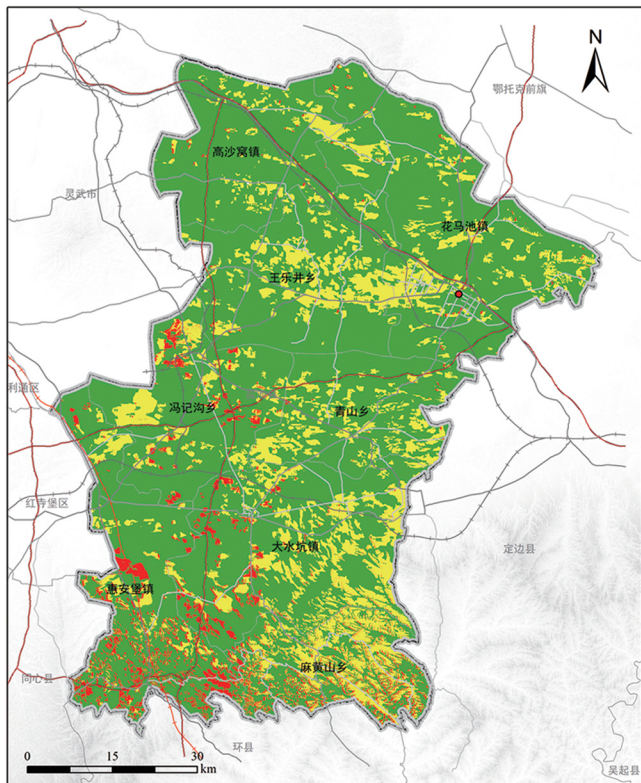 N
鄂托克前旗
高沙窝镇
灵武市
花马池镇
王乐井乡
利通区
冯记沟乡
青山乡
红寺堡区
大水坑镇
定边县
惠安堡镇
麻黄山乡
同心县
环县
吴起县
0 15 30
km